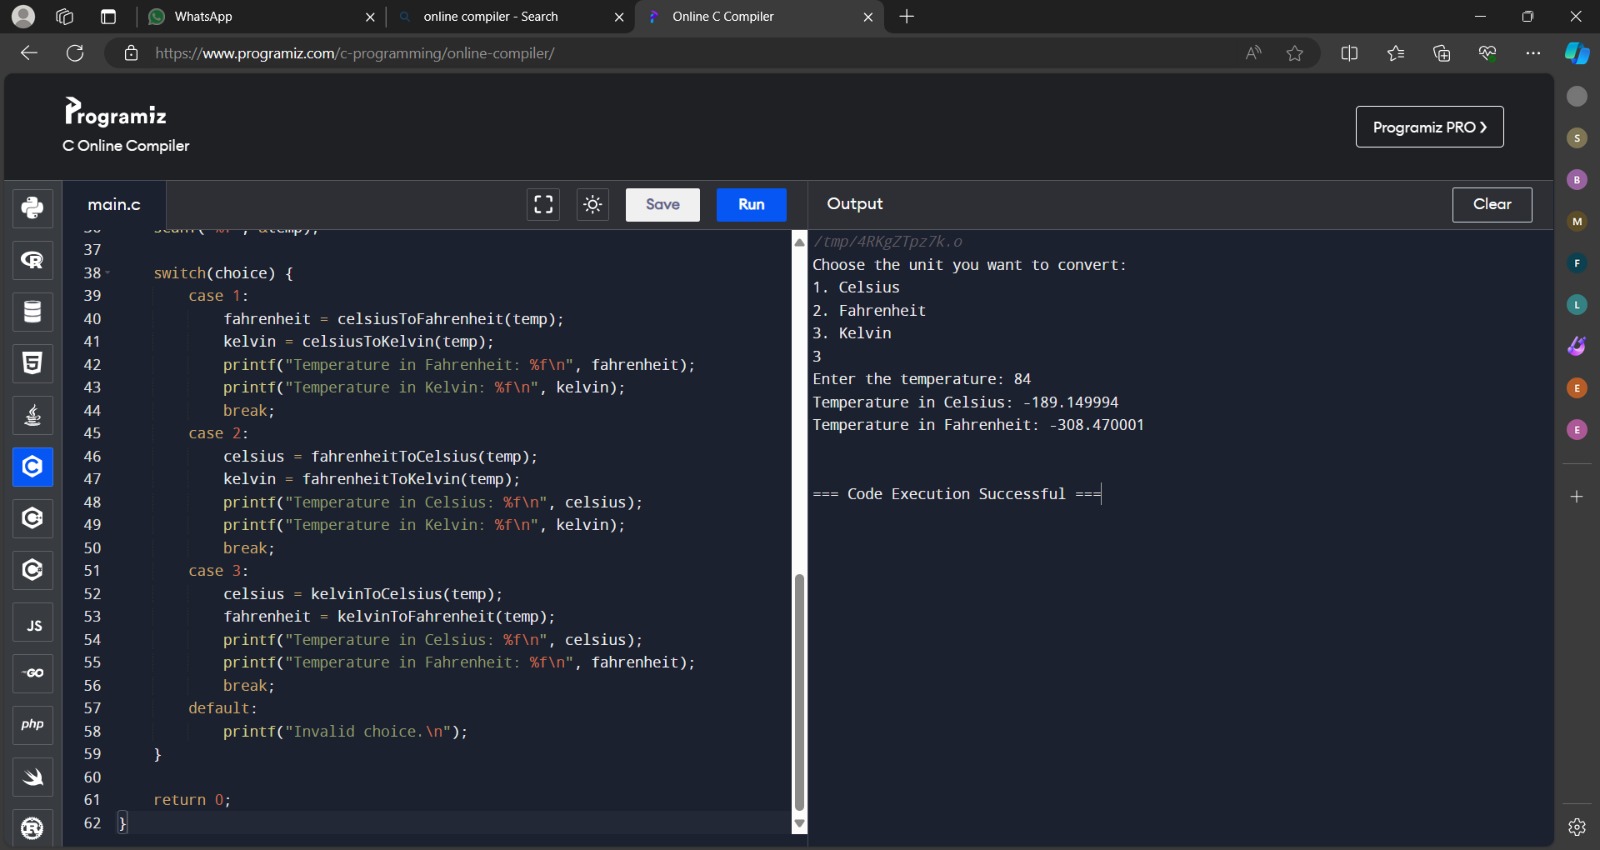 WhatsApp
online compiler - Search
Online C Compiler
https://www.programiz.com/c-programming/online-compiler/
Programiz
C Online Compiler
Programiz PRO
main.c
Save
Run
Output
Clear
37
38 switch(choice) {
39 case 1:
40 fahrenheit = celsiusToFahrenheit(temp);
41 kelvin = celsiusToKelvin(temp);
42 printf("Temperature in Fahrenheit: %f\n", fahrenheit);
43 printf("Temperature in Kelvin: %f\n", kelvin);
44 break;
45 case 2:
46 celsius = fahrenheitToCelsius(temp);
47 kelvin = fahrenheitToKelvin(temp);
48 printf("Temperature in Celsius: %f\n", celsius);
49 printf("Temperature in Kelvin: %f\n", kelvin);
50 break;
51 case 3:
52 celsius = kelvinToCelsius(temp);
53 fahrenheit = kelvinToFahrenheit(temp);
54 printf("Temperature in Celsius: %f\n", celsius);
55 printf("Temperature in Fahrenheit: %f\n", fahrenheit);
56 break;
57 default:
58 printf("Invalid choice.\n");
59 }
60
61 return 0;
62 }
/tmp/4RKgZTpz7k.o
Choose the unit you want to convert:
1. Celsius
2. Fahrenheit
3. Kelvin
3
Enter the temperature: 84
Temperature in Celsius: -189.149994
Temperature in Fahrenheit: -308.470001
=== Code Execution Successful ===
JS
GO
php
S
B
M
F
L
E
E